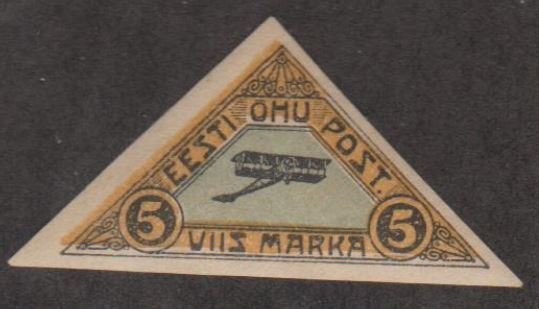 EESTI OHU POST.
5 VIIS MARKA 5